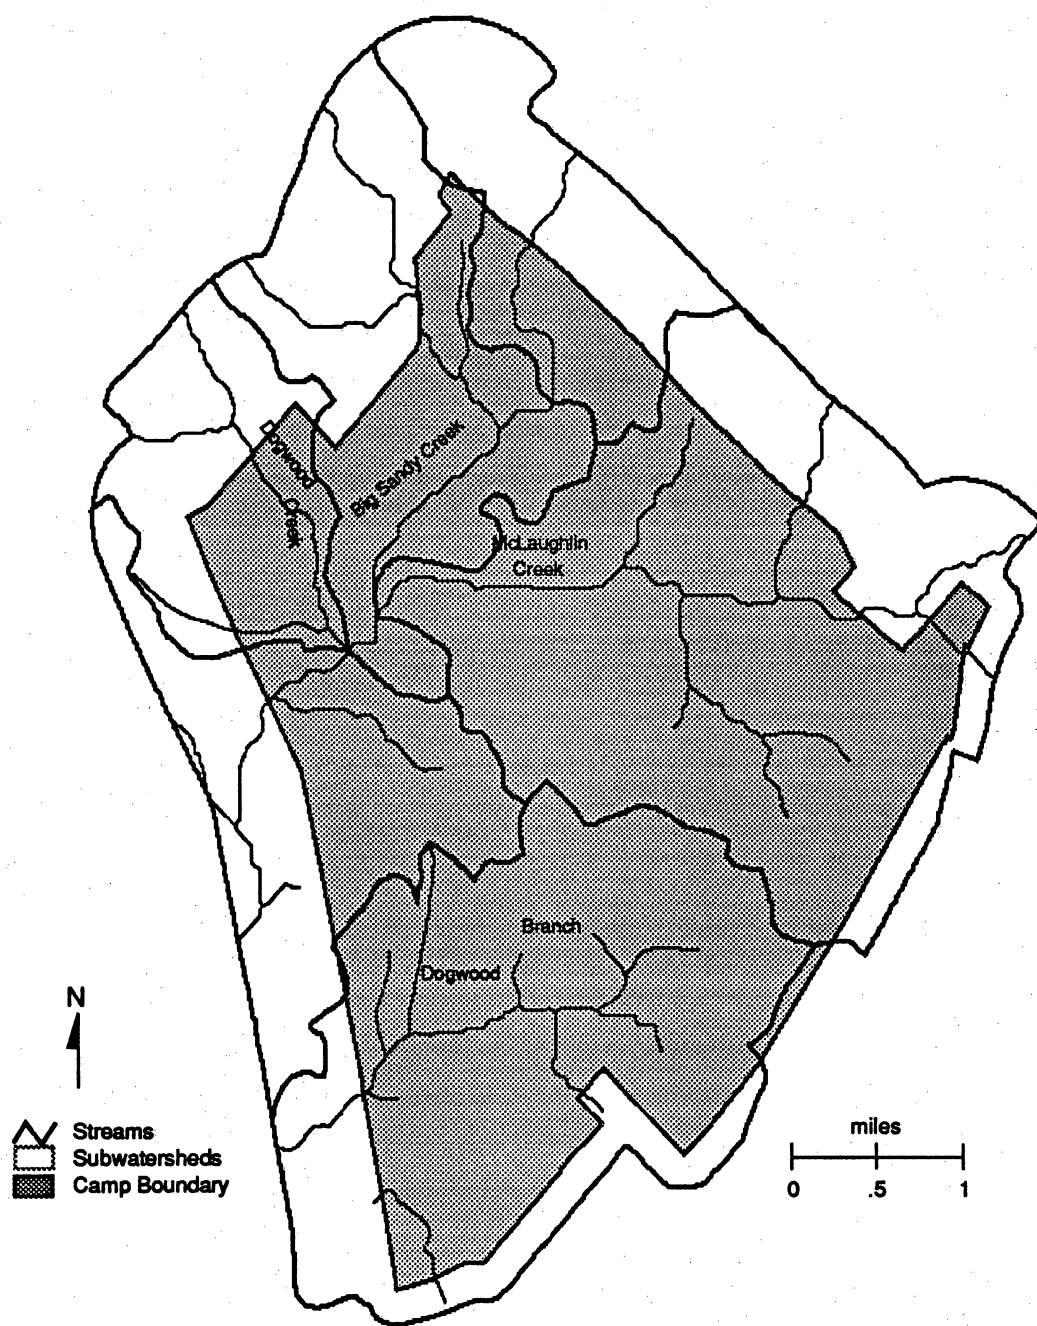 Dogwood
Creek
Big Sandy Creek
McLaughlin
Creek
Branch
Dogwood
N
Streams
Subwatersheds
Camp Boundary
miles
0 .5 1